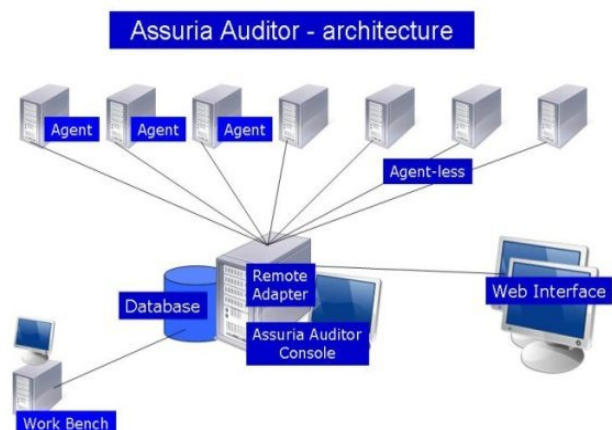 Assuria Auditor - architecture
Agent
Agent
Agent
Agent-less
Remote
Adapter
Database
Web Interface
Assuria Auditor
Console
Work Bench